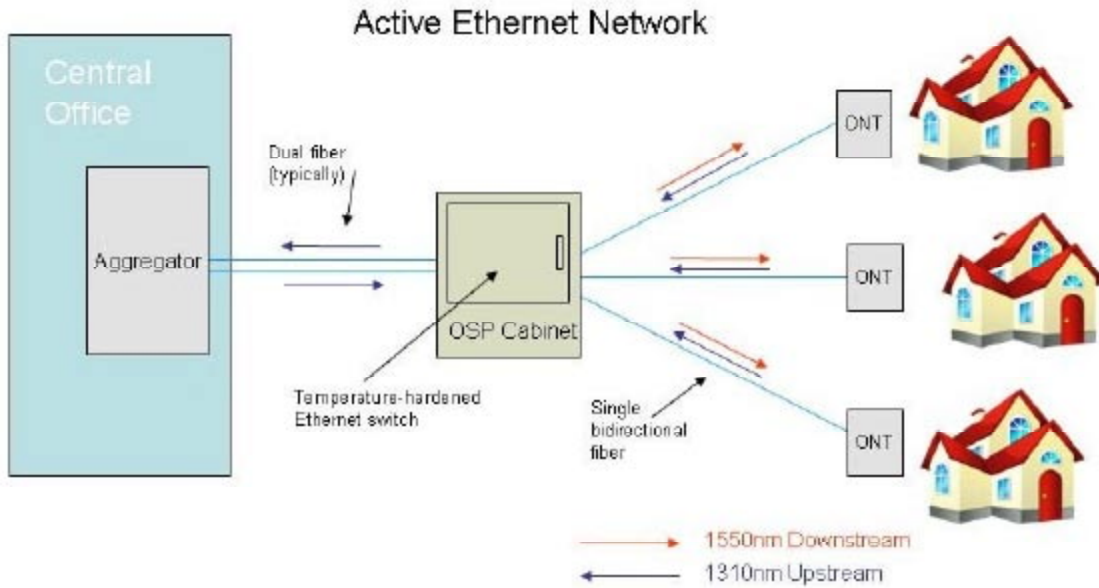 Active Ethernet Network
Central
Office
Aggregator
Dual fiber
(typically)
OSP Cabinet
Temperature-hardened
Ethernet switch
Single
bidirectional
fiber
ONT
ONT
ONT
1550nm Downstream
1310nm Upstream